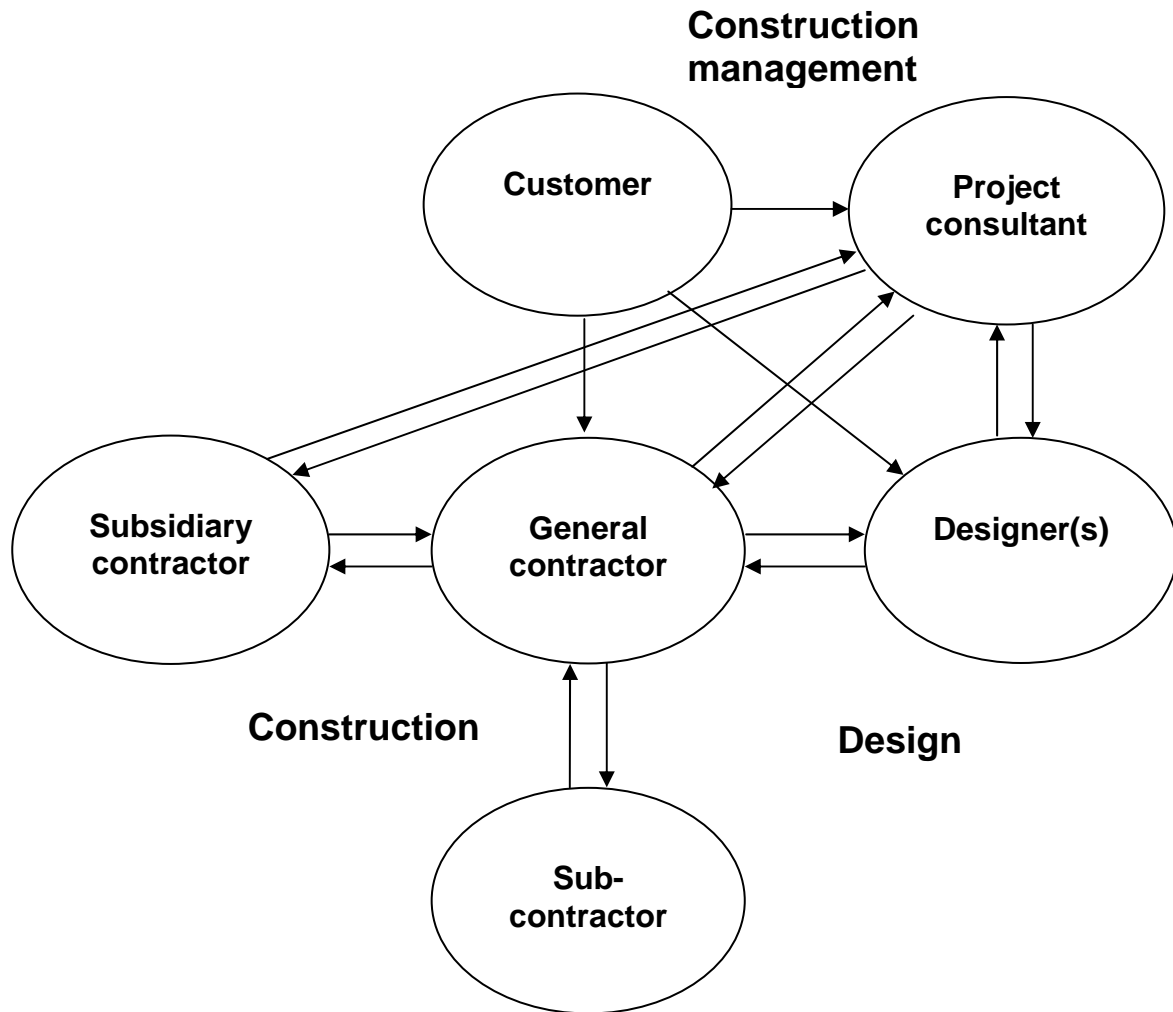 Construction
management
Customer
Project
consultant
Subsidiary
contractor
General
contractor
Designer(s)
Construction
Design
Sub-
contractor